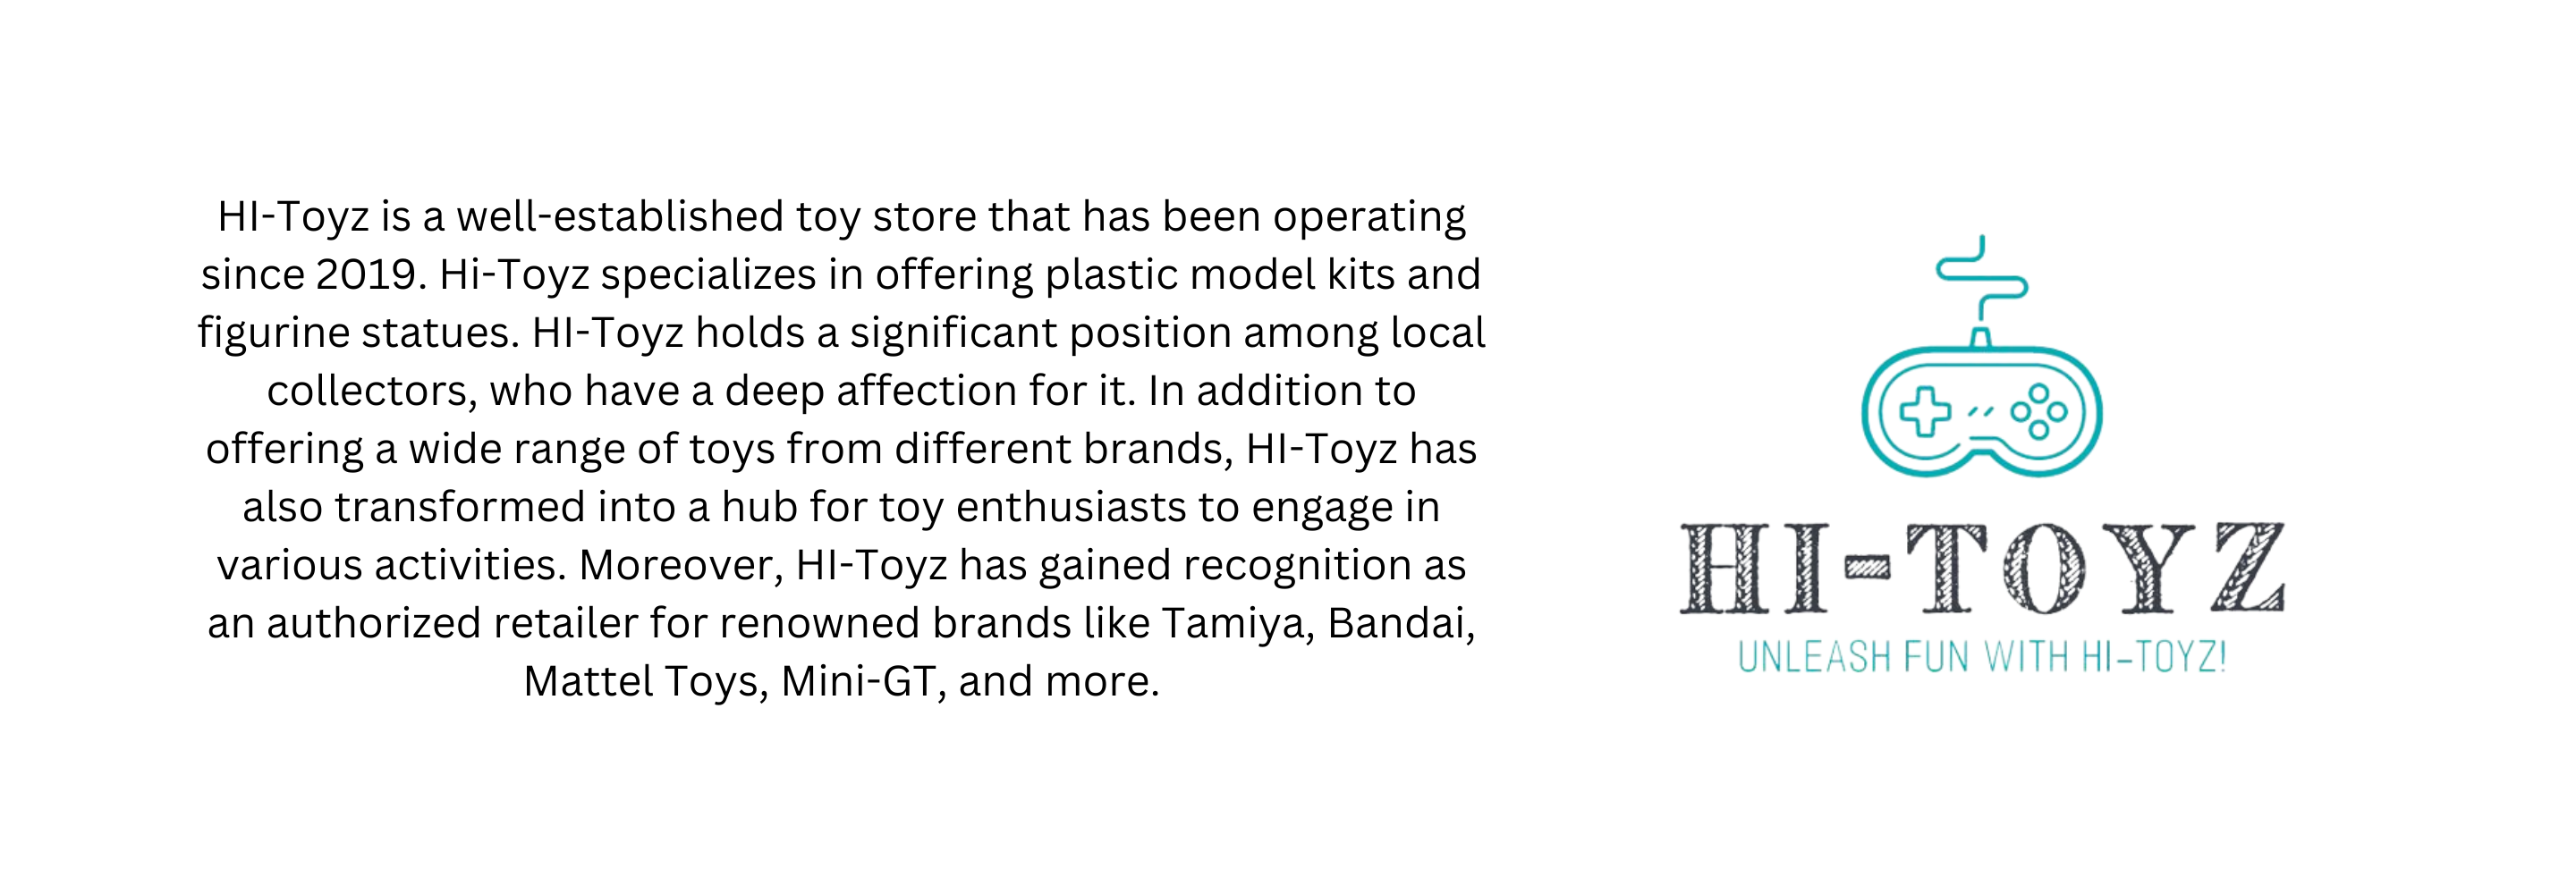 HI-Toyz is a well-established toy store that has been operating
since 2019. Hi-Toyz specializes in offering plastic model kits and
figurine statues. HI-Toyz holds a significant position among local
collectors, who have a deep affection for it. In addition to
offering a wide range of toys from different brands, HI-Toyz has
also transformed into a hub for toy enthusiasts to engage in
various activities. Moreover, HI-Toyz has gained recognition as
an authorized retailer for renowned brands like Tamiya, Bandai,
Mattel Toys, Mini-GT, and more.
HI-TOYZ
UNLEASH FUN WITH HI-TOYZ!